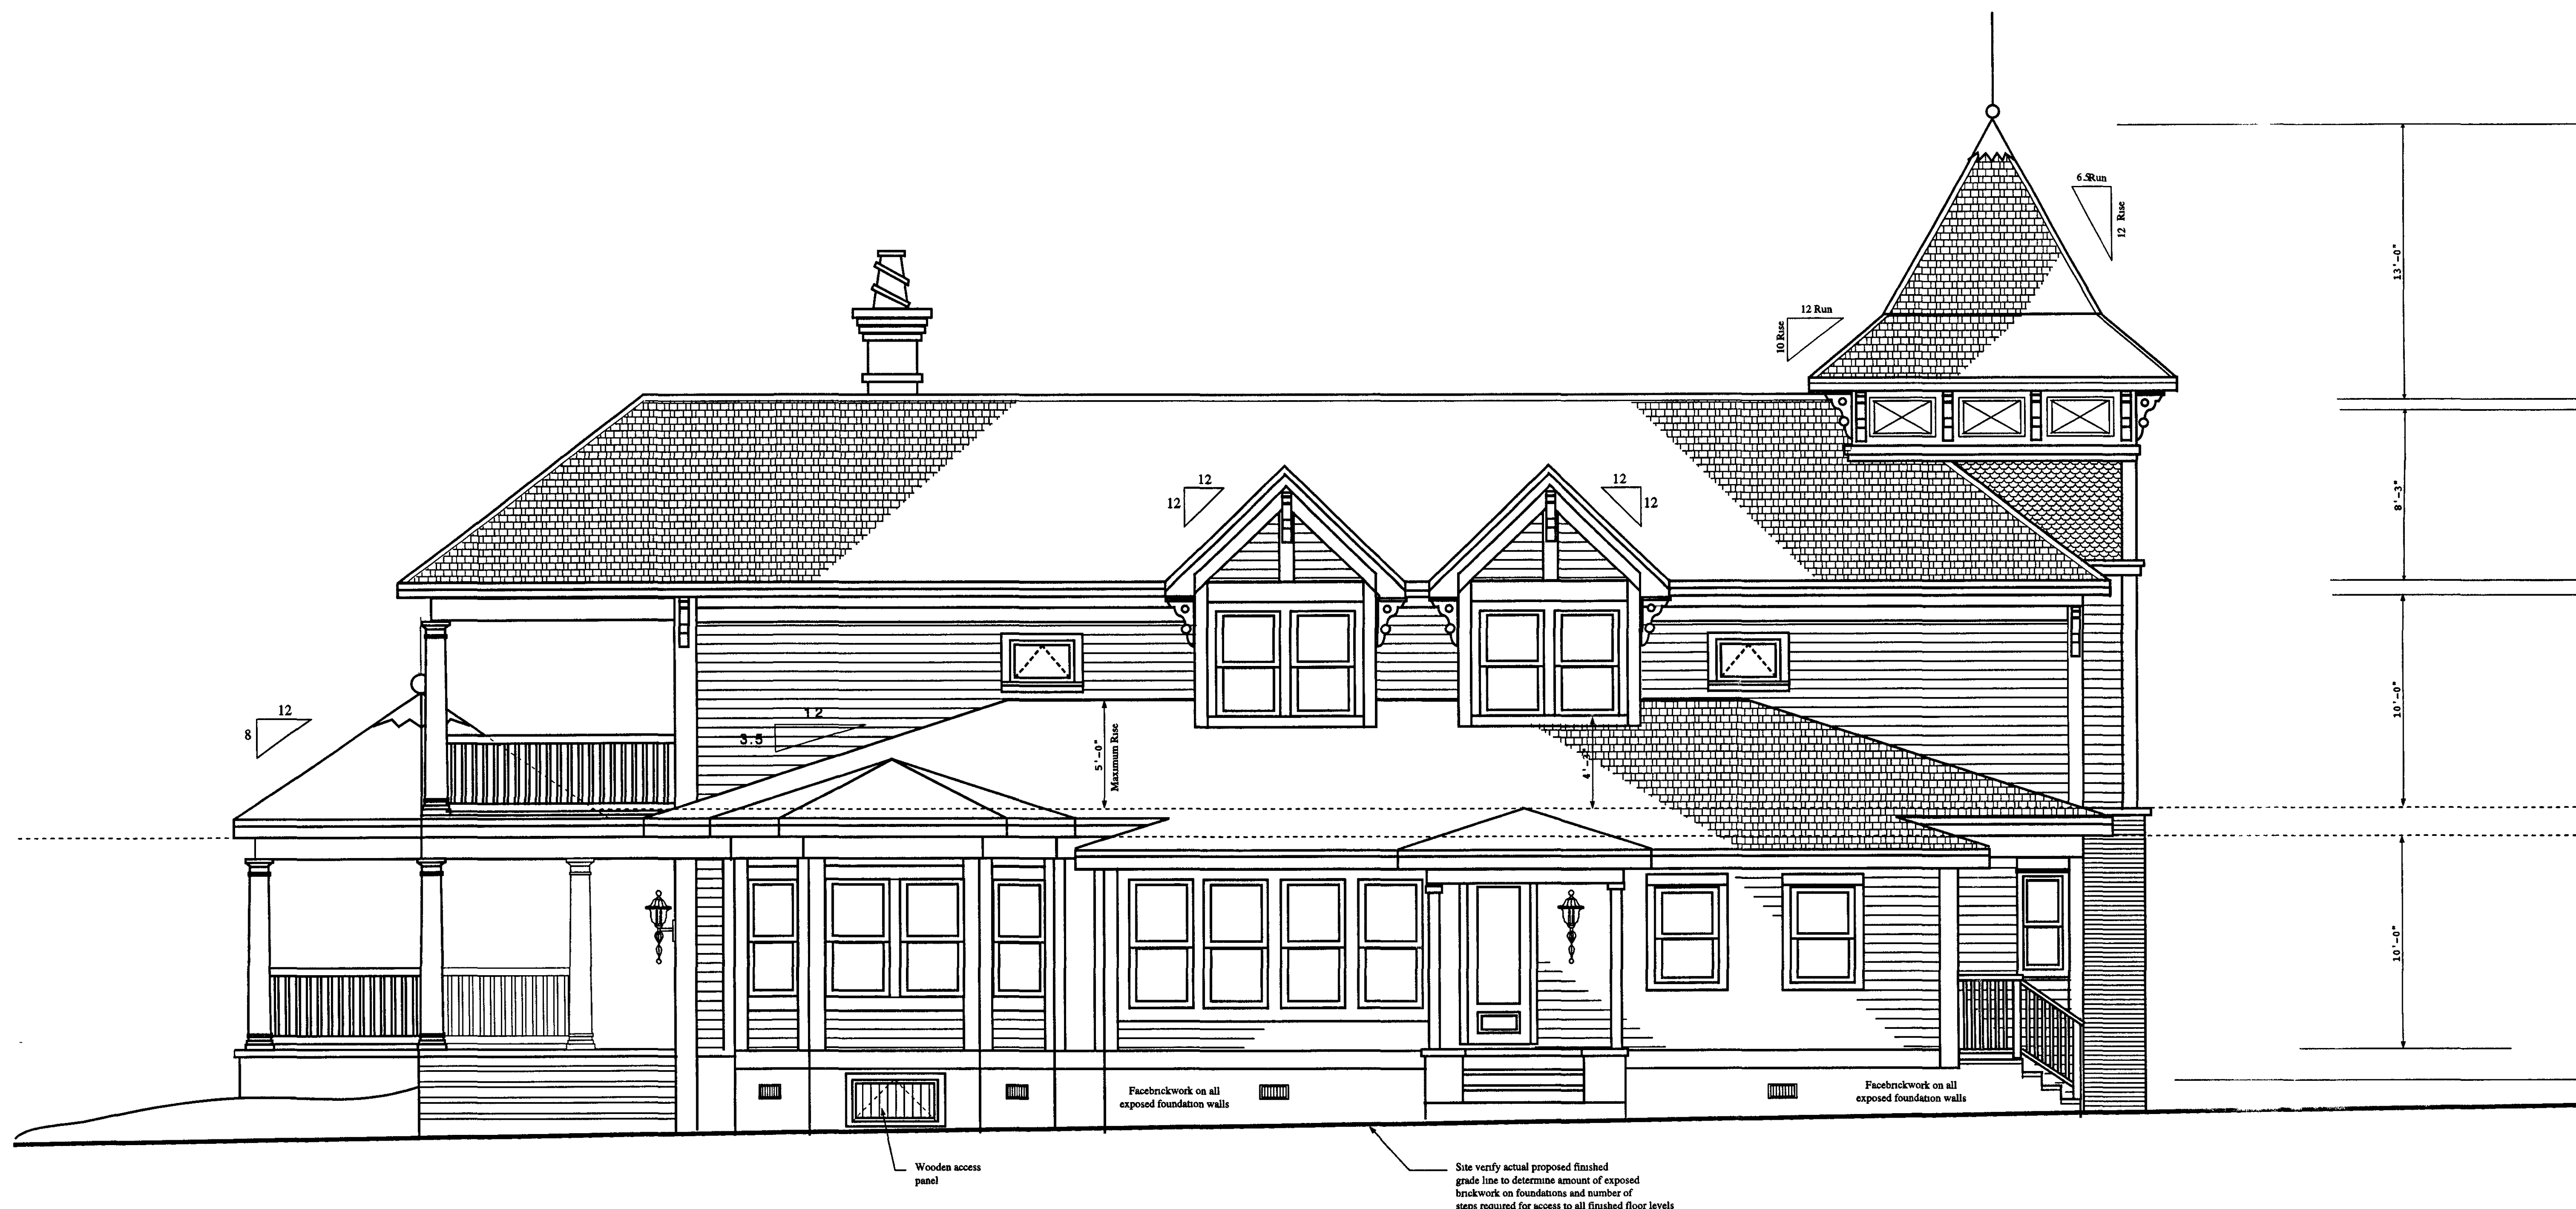 6.5Run
12 Rise
12 Run
10 Rise
13'-0"
8'-3"
12
12
12
12
10'-0"
12
8
12
3.5
5'-0"
Maximum Rise
4'-3"
10'-0"
Facebrickwork on all
exposed foundation walls
Facebrickwork on all
exposed foundation walls
Wooden access
panel
Site verify actual proposed finished
grade line to determine amount of exposed
brickwork on foundations and number of
steps required for access to all finished floor levels